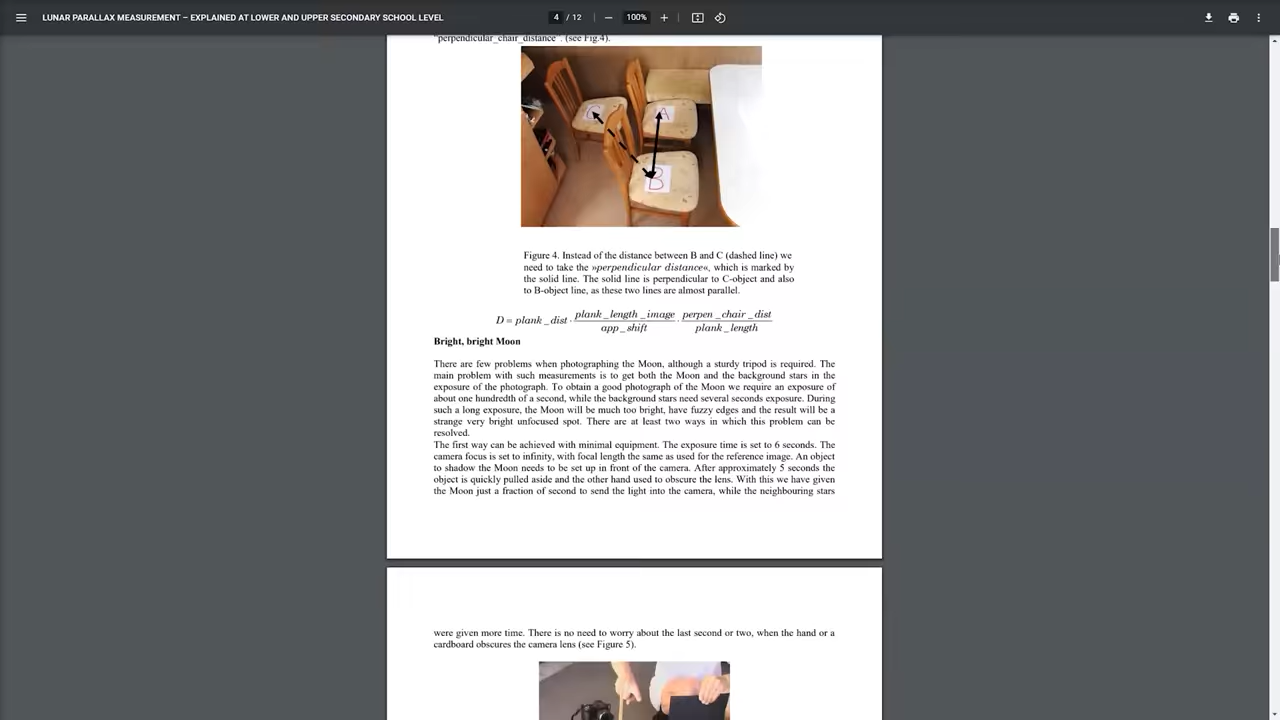 LUNAR PARALLAX MEASUREMENT – EXPLAINED AT LOWER AND UPPER SECONDARY SCHOOL LEVEL
4 / 12
100%
"perpendicular_chair_distance". (see Fig.4).
C
A
B
Figure 4. Instead of the distance between B and C (dashed line) we
need to take the »perpendicular distance«, which is marked by
the solid line. The solid line is perpendicular to C-object and also
to B-object line, as these two lines are almost parallel.
D = plank_dist · plank_length_image / app_shift · perpen_chair_dist / plank_length
Bright, bright Moon
There are few problems when photographing the Moon, although a sturdy tripod is required. The
main problem with such measurements is to get both the Moon and the background stars in the
exposure of the photograph. To obtain a good photograph of the Moon we require an exposure of
about one hundredth of a second, while the background stars need several seconds exposure. During
such a long exposure, the Moon will be much too bright, have fuzzy edges and the result will be a
strange very bright unfocused spot. There are at least two ways in which this problem can be
resolved.
The first way can be achieved with minimal equipment. The exposure time is set to 6 seconds. The
camera focus is set to infinity, with focal length the same as used for the reference image. An object
to shadow the Moon needs to be set up in front of the camera. After approximately 5 seconds the
object is quickly pulled aside and the other hand used to obscure the lens. With this we have given
the Moon just a fraction of second to send the light into the camera, while the neighbouring stars
were given more time. There is no need to worry about the last second or two, when the hand or a
cardboard obscures the camera lens (see Figure 5).